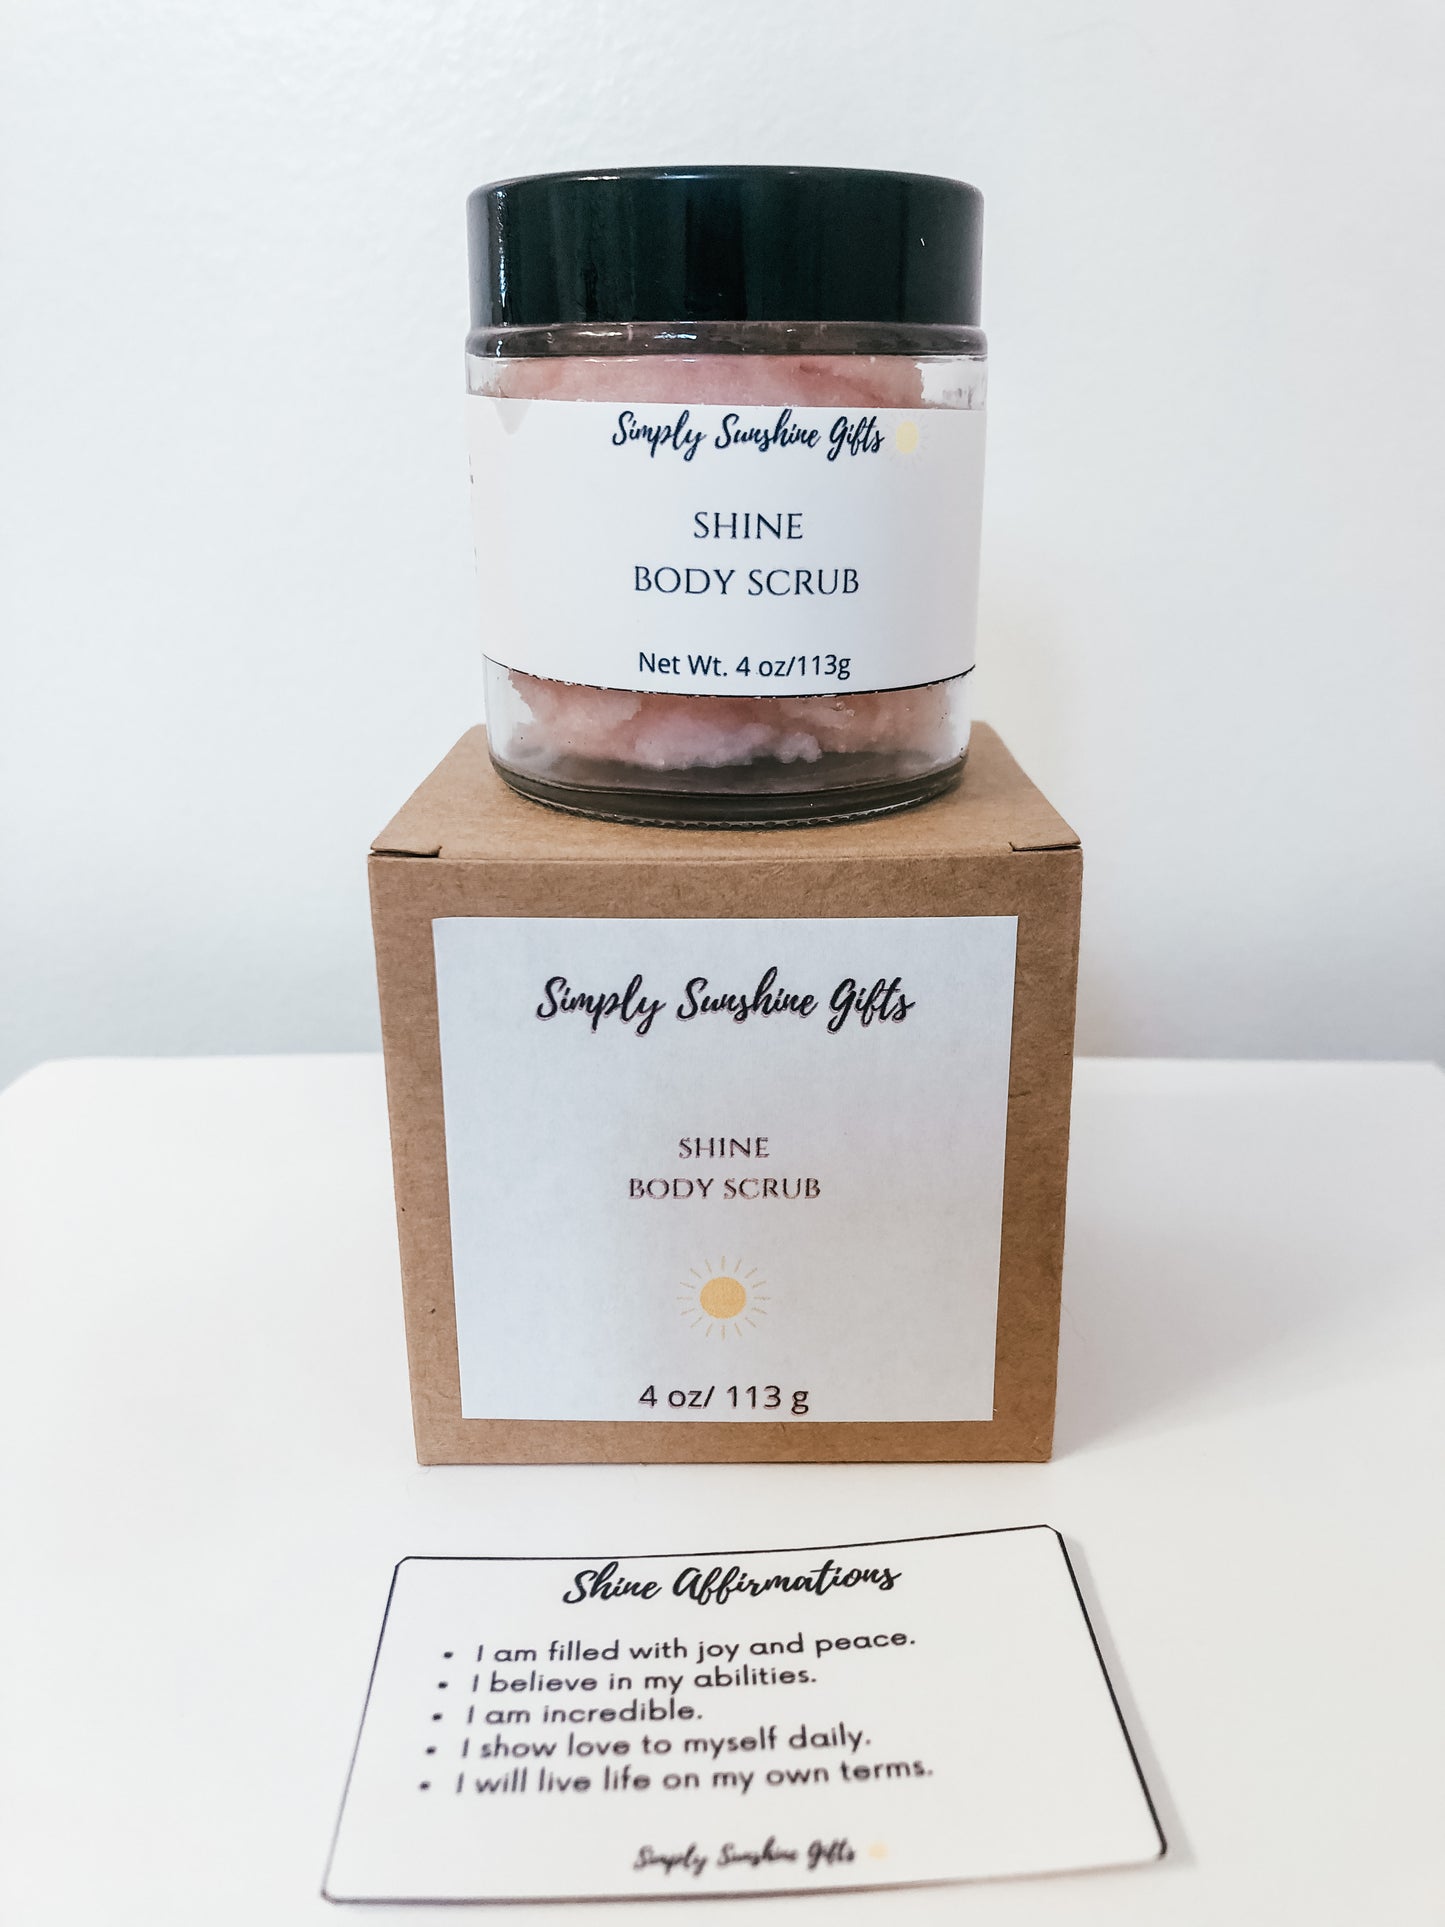 Simply Sunshine Gifts
SHINE
BODY SCRUB
Net Wt. 4 oz/113g
Simply Sunshine Gifts
SHINE
BODY SCRUB
4 oz/ 113 g
Shine Affirmations
• I am filled with joy and peace.
• I believe in my abilities.
• I am incredible.
• I show love to myself daily.
• I will live life on my own terms.
Simply Sunshine Gifts